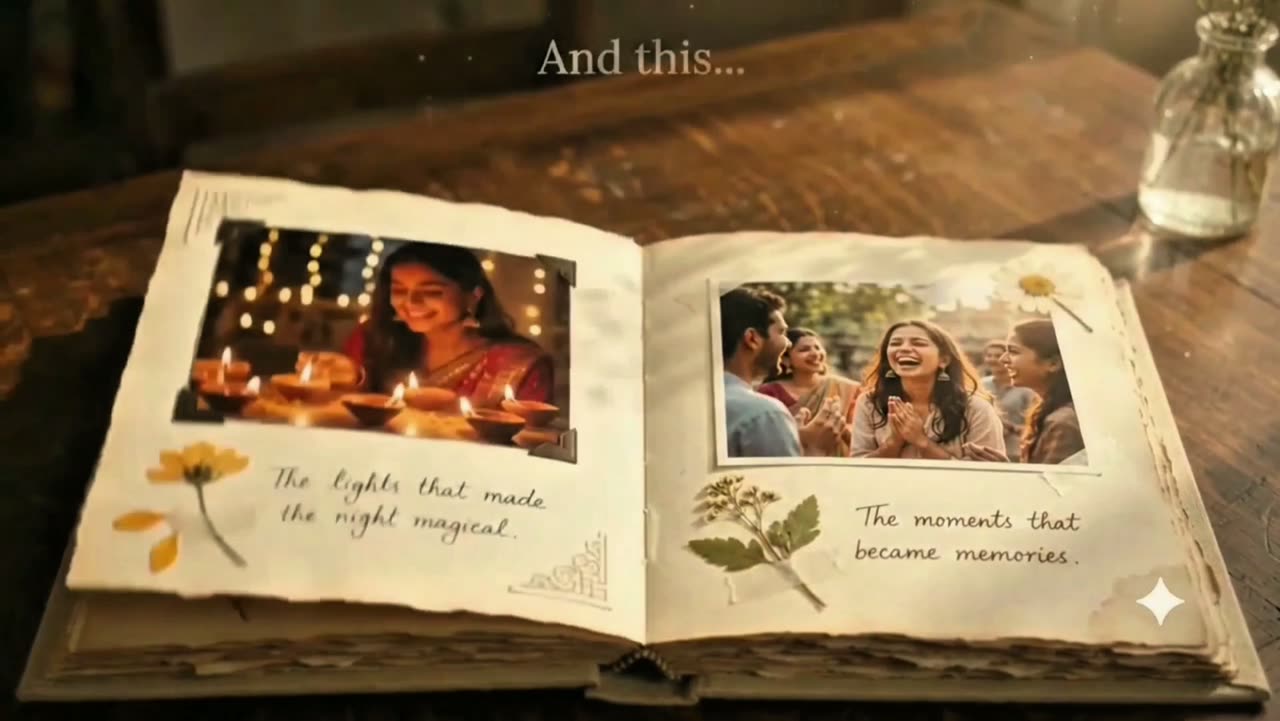 And this...
The lights that made
the night magical.
The moments that
became memories.